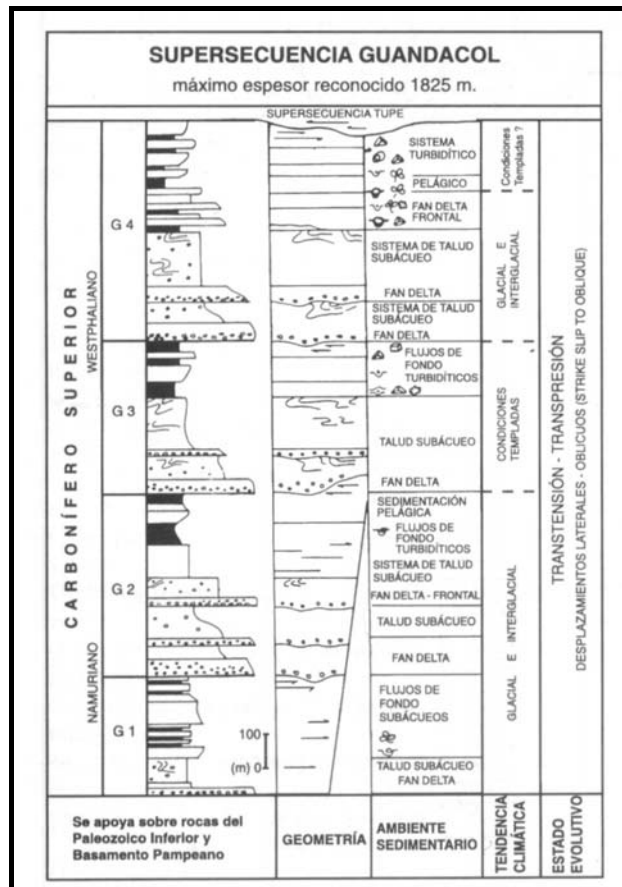 SUPERSECUENCIA GUANDACOL
máximo espesor reconocido 1825 m.
SUPERSECUENCIA TUPE
CARBONÍFERO SUPERIOR
WESTPHALIANO
NAMURIANO
G 4
G 3
G 2
G 1
100
(m) 0
SISTEMA
TURBIDÍTICO
PELÁGICO
FAN DELTA
FRONTAL
SISTEMA DE TALUD
SUBÁCUEO
FAN DELTA
SISTEMA DE TALUD
SUBÁCUEO
FAN DELTA
FLUJOS DE
FONDO
TURBIDÍTICOS
TALUD SUBÁCUEO
FAN DELTA
SEDIMENTACIÓN
PELÁGICA
FLUJOS DE
FONDO
TURBIDÍTICOS
SISTEMA DE TALUD
SUBÁCUEO
FAN DELTA - FRONTAL
TALUD SUBÁCUEO
FAN DELTA
FLUJOS DE
FONDO
SUBÁCUEOS
TALUD SUBÁCUEO
FAN DELTA
Condiciones
Templadas ?
GLACIAL E
INTERGLACIAL
CONDICIONES
TEMPLADAS
GLACIAL E INTERGLACIAL
TRANSTENSIÓN - TRANSPRESIÓN
DESPLAZAMIENTOS LATERALES - OBLICUOS (STRIKE SLIP TO OBLIQUE)
Se apoya sobre rocas del
Paleozoico Inferior y
Basamento Pampeano
GEOMETRÍA
AMBIENTE
SEDIMENTARIO
TENDENCIA
CLIMÁTICA
ESTADO
EVOLUTIVO